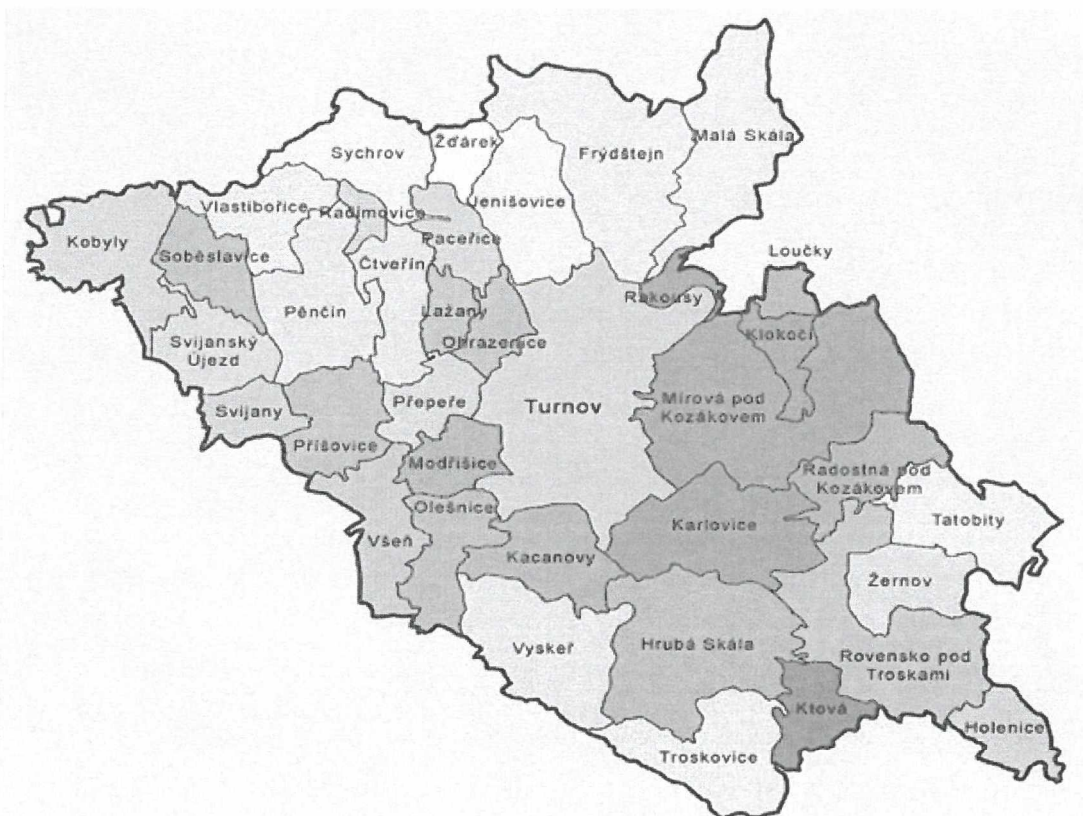 Malá Skála
Žďárek
Sychrov
Frýdštejn
Jenišovice
Vlastibořice
Radimovice
Kobyly
Paceřice
Loučky
Soběslavice
Čtveřín
Rakousy
Pěnčín
Lažany
Klokočí
Ohrazenice
Svijanský
Újezd
Přepeře
Turnov
Mírová pod
Kozákovem
Svijany
Příšovice
Modřišice
Radostná pod
Kozákovem
Olešnice
Karlovice
Tatobity
Všeň
Kacanovy
Žernov
Vyskeř
Hrubá Skála
Rovensko pod
Troskami
Ktová
Holenice
Troskovice